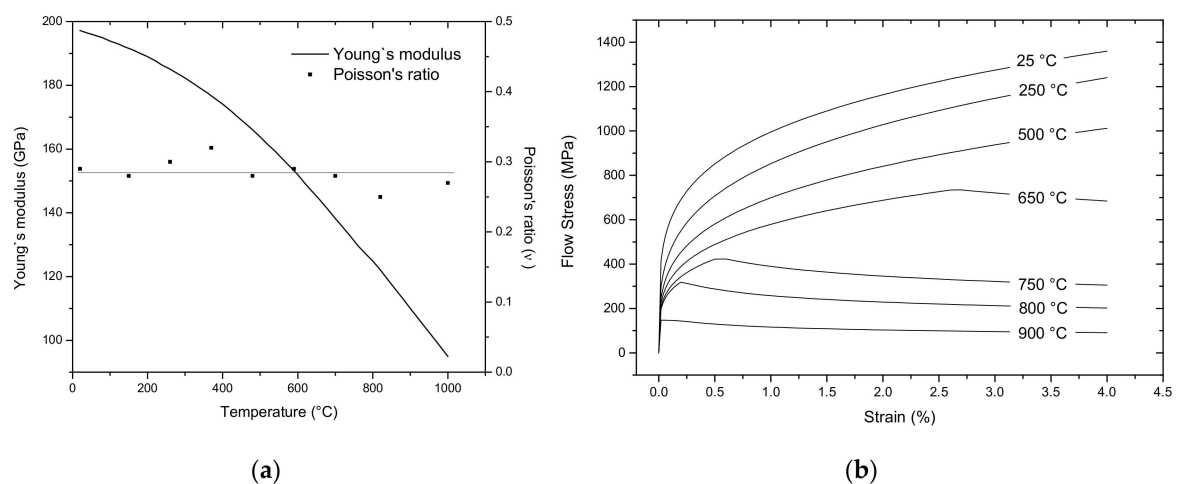 200
180
160
140
120
100
Young`s modulus (GPa)
0
200
400
600
800
1000
Temperature (°C)
0.5
0.4
0.3
0.2
0.1
0.0
Poisson's ratio (ν)
Young`s modulus
Poisson's ratio
(a)
1400
1200
1000
800
600
400
200
0
Flow Stress (MPa)
25 °C
250 °C
500 °C
650 °C
750 °C
800 °C
900 °C
0.0
0.5
1.0
1.5
2.0
2.5
3.0
3.5
4.0
4.5
Strain (%)
(b)